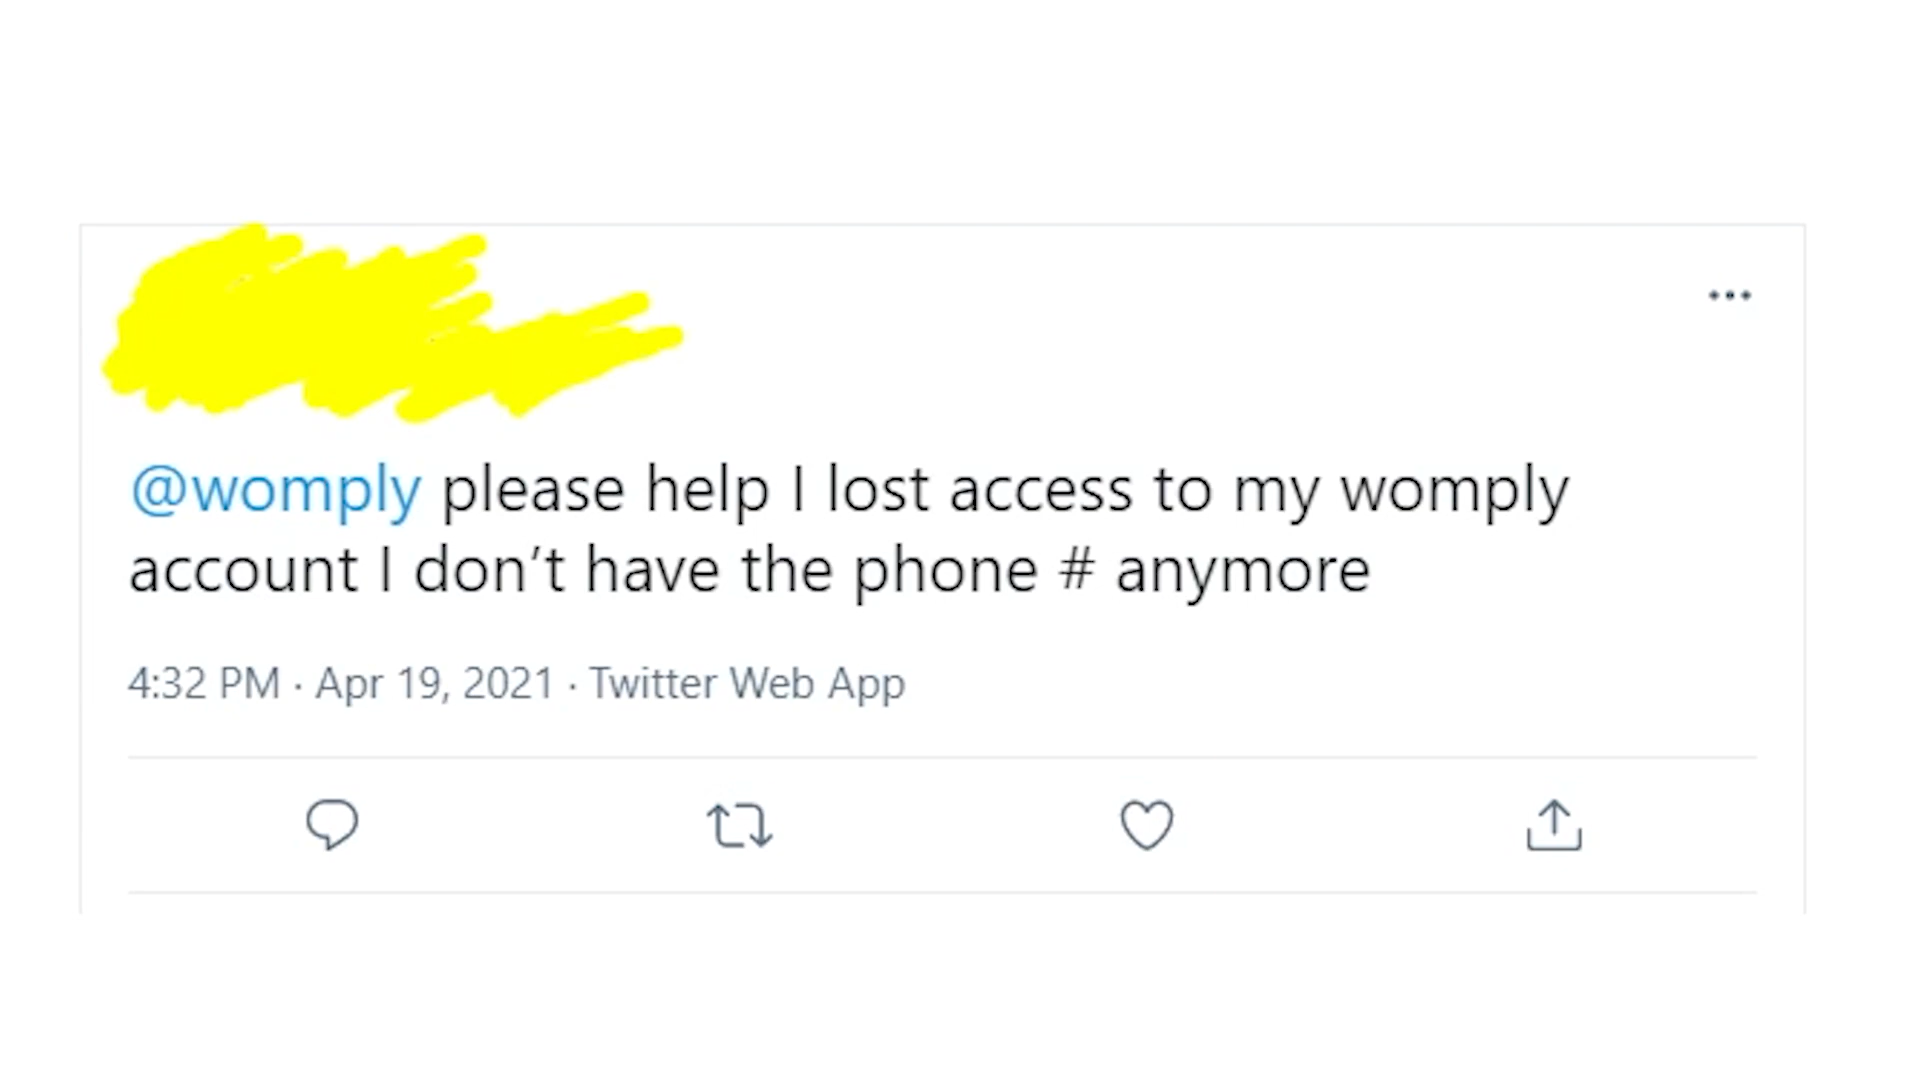 @womply please help I lost access to my womply
account I don’t have the phone # anymore
4:32 PM · Apr 19, 2021 · Twitter Web App